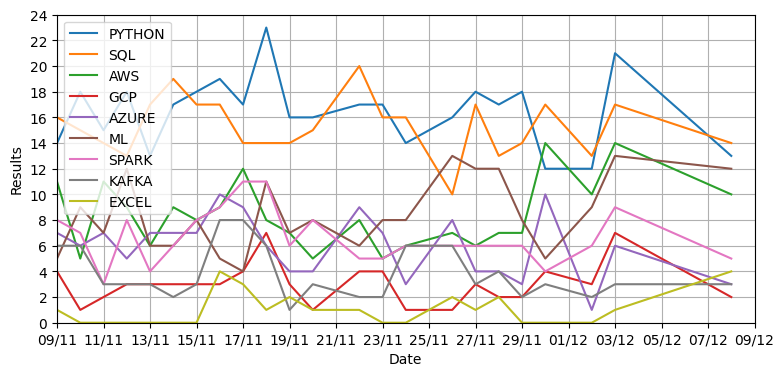 24
22
20
18
16
14
12
10
8
6
4
2
0
Results
PYTHON
SQL
AWS
GCP
AZURE
ML
SPARK
KAFKA
EXCEL
09/11 11/11 13/11 15/11 17/11 19/11 21/11 23/11 25/11 27/11 29/11 01/12 03/12 05/12 07/12 09/12
Date